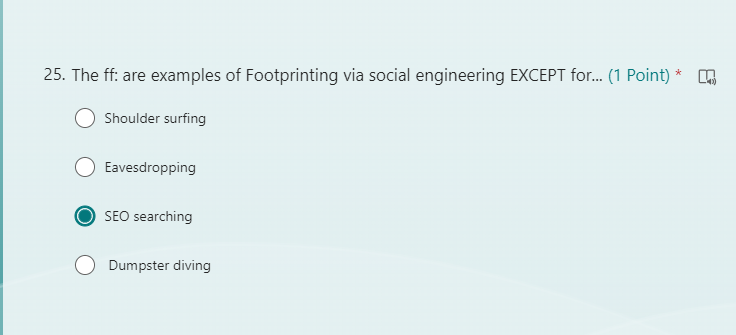 25. The ff: are examples of Footprinting via social engineering EXCEPT for... (1 Point) *
Shoulder surfing
Eavesdropping
SEO searching
Dumpster diving